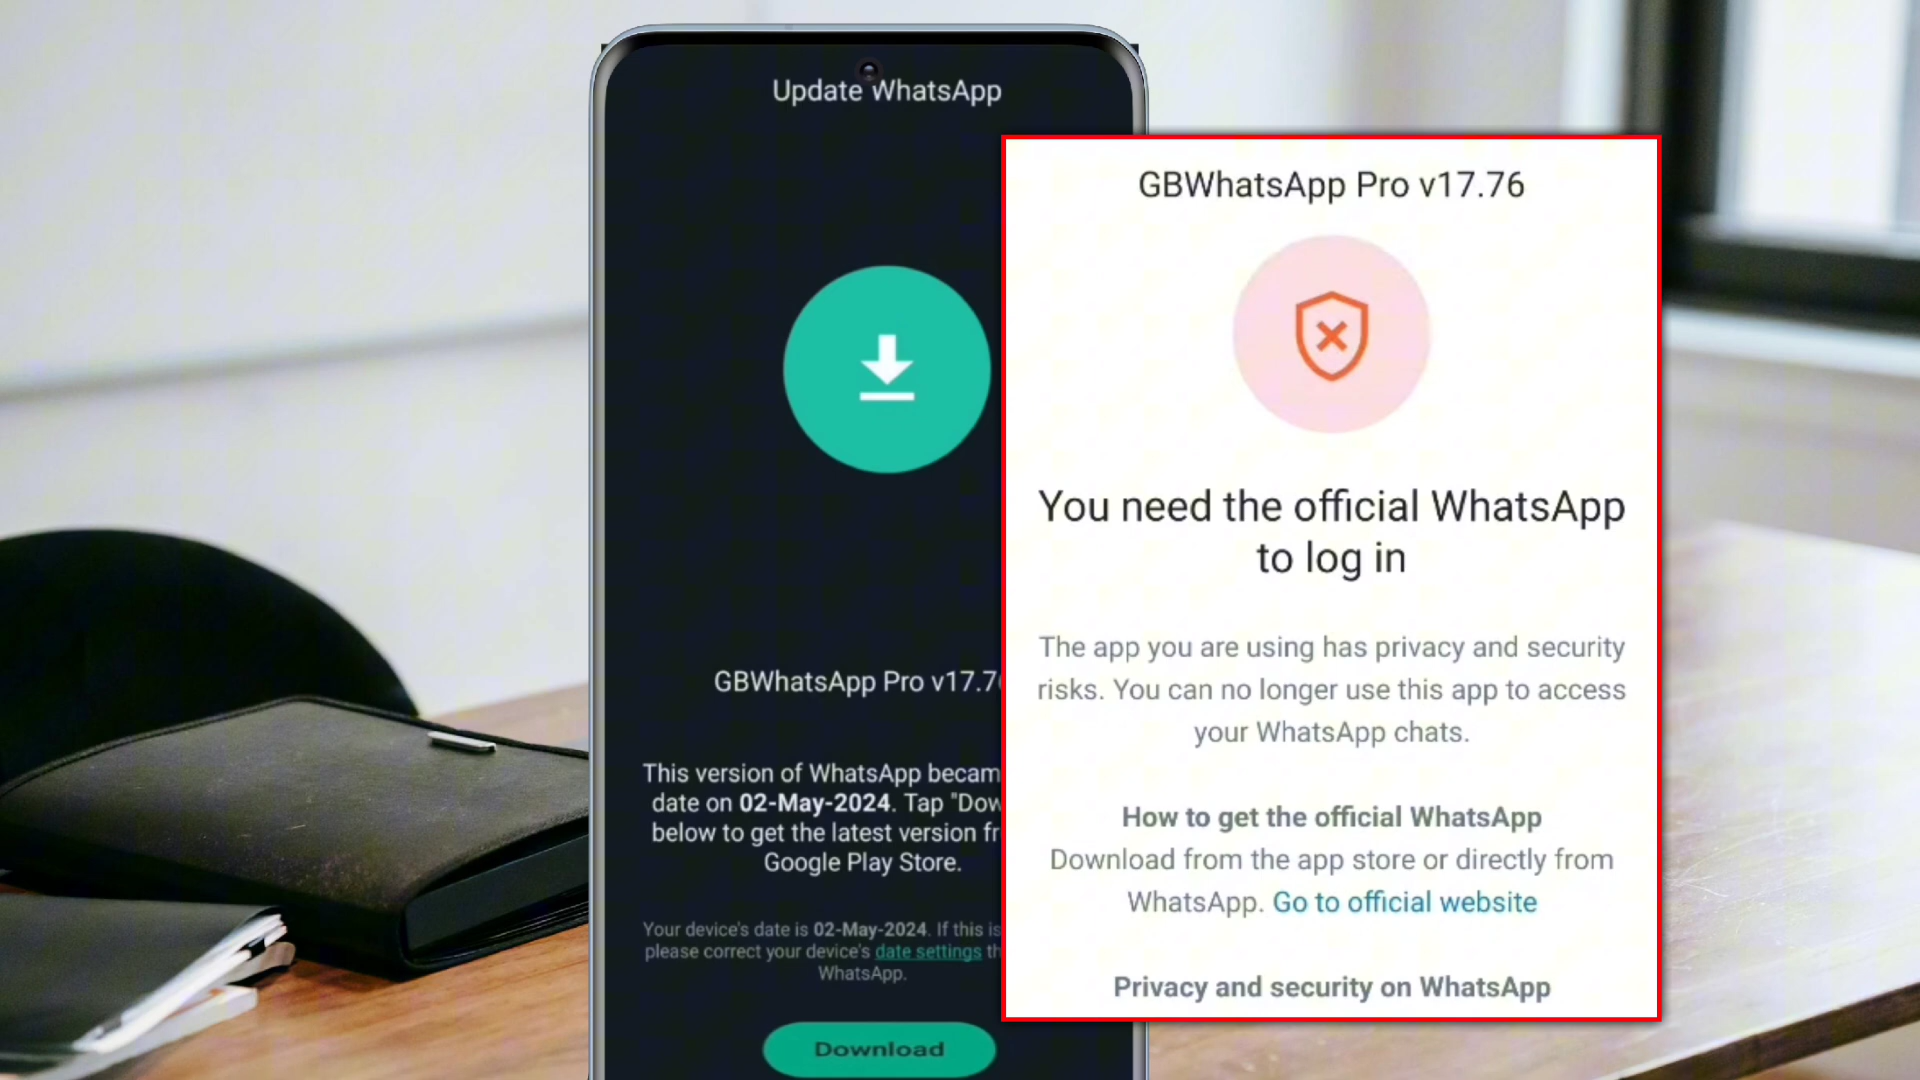 Update WhatsApp
GBWhatsApp Pro v17.7
This version of WhatsApp becam
date on 02-May-2024. Tap "Dow
below to get the latest version fr
Google Play Store.
Your device's date is 02-May-2024. If this is
please correct your device's date settings th
WhatsApp.
Download
GBWhatsApp Pro v17.76
You need the official WhatsApp
to log in
The app you are using has privacy and security
risks. You can no longer use this app to access
your WhatsApp chats.
How to get the official WhatsApp
Download from the app store or directly from
WhatsApp. Go to official website
Privacy and security on WhatsApp